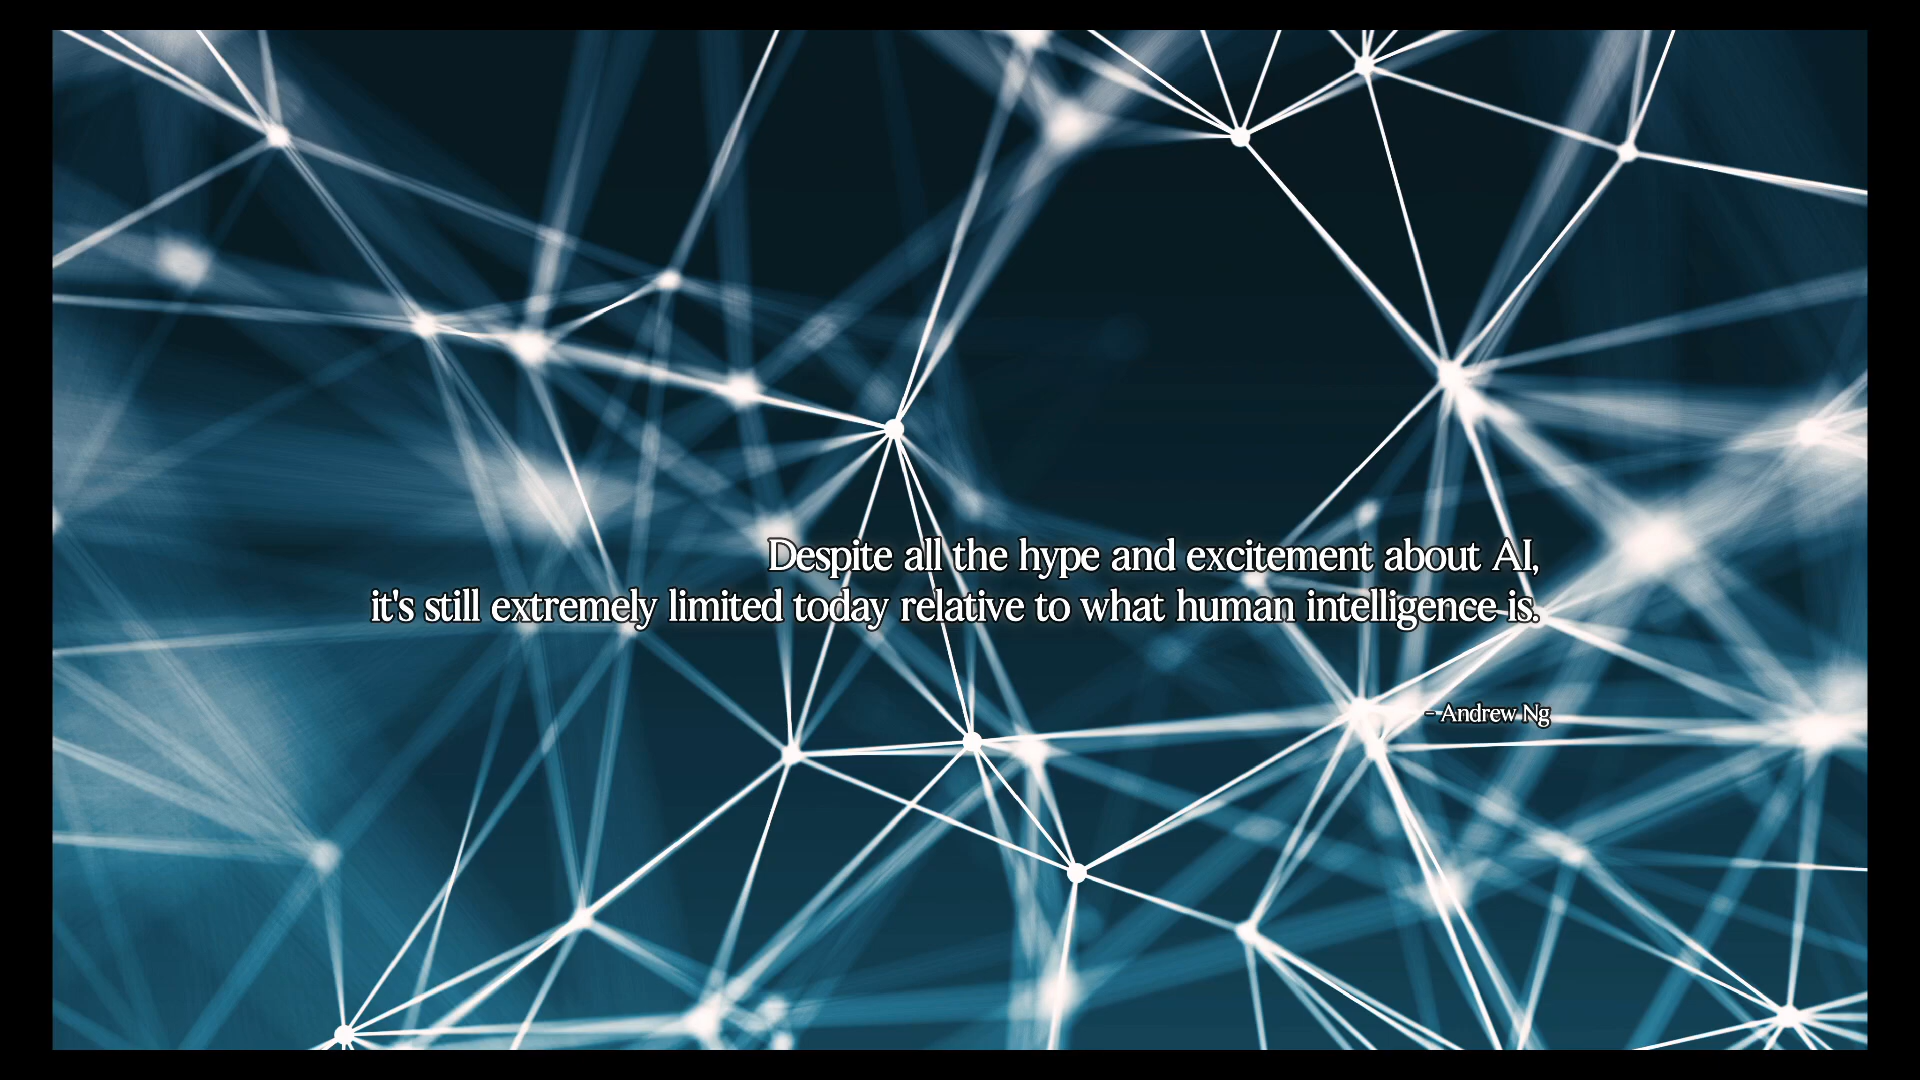 Despite all the hype and excitement about AI,
it's still extremely limited today relative to what human intelligence is.
- Andrew Ng